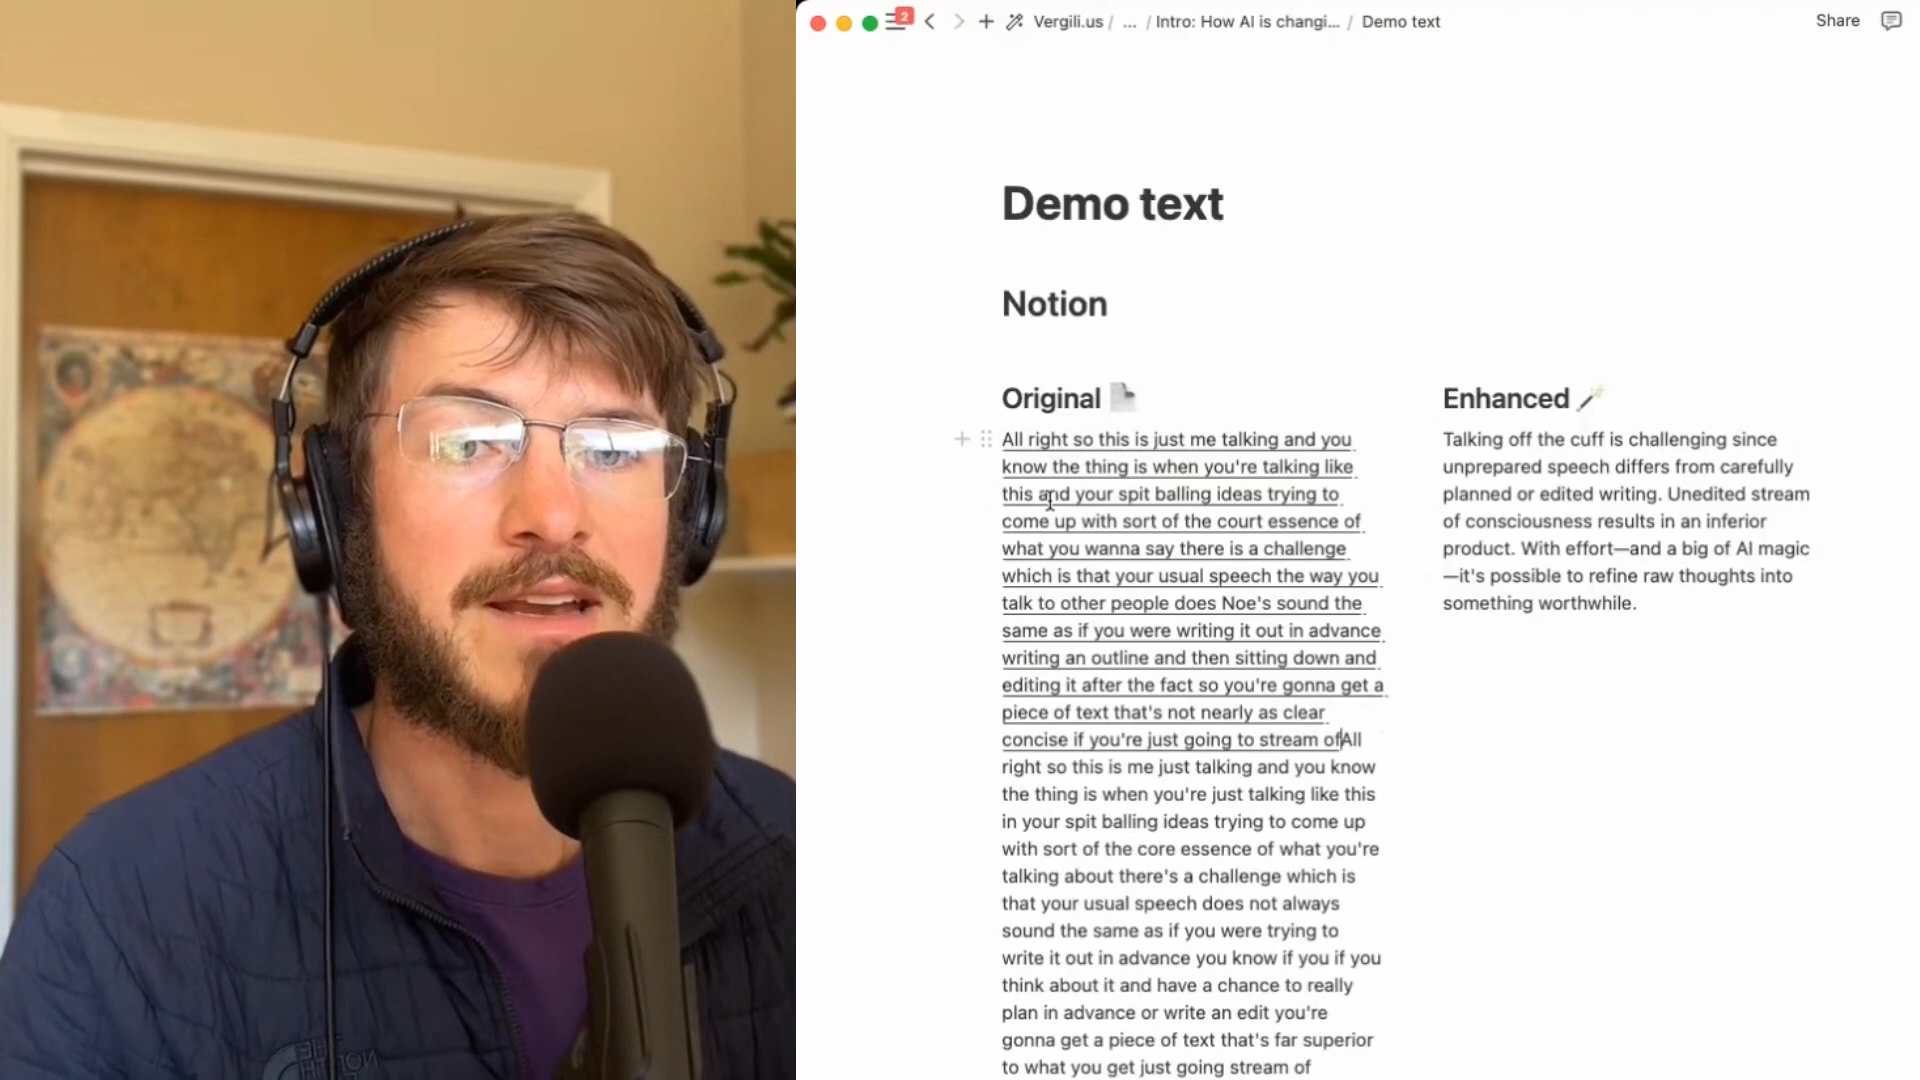 2
Vergili.us / ... / Intro: How AI is changi... / Demo text
Share
Demo text
Notion
Original
All right so this is just me talking and you
know the thing is when you're talking like
this and your spit balling ideas trying to
come up with sort of the court essence of
what you wanna say there is a challenge
which is that your usual speech the way you
talk to other people does Noe's sound the
same as if you were writing it out in advance
writing an outline and then sitting down and
editing it after the fact so you're gonna get a
piece of text that's not nearly as clear
concise if you're just going to stream ofAll
right so this is me just talking and you know
the thing is when you're just talking like this
in your spit balling ideas trying to come up
with sort of the core essence of what you're
talking about there's a challenge which is
that your usual speech does not always
sound the same as if you were trying to
write it out in advance you know if you if you
think about it and have a chance to really
plan in advance or write an edit you're
gonna get a piece of text that's far superior
to what you get just going stream of
Enhanced
Talking off the cuff is challenging since
unprepared speech differs from carefully
planned or edited writing. Unedited stream
of consciousness results in an inferior
product. With effort—and a big of AI magic
—it's possible to refine raw thoughts into
something worthwhile.
THE
NORTH